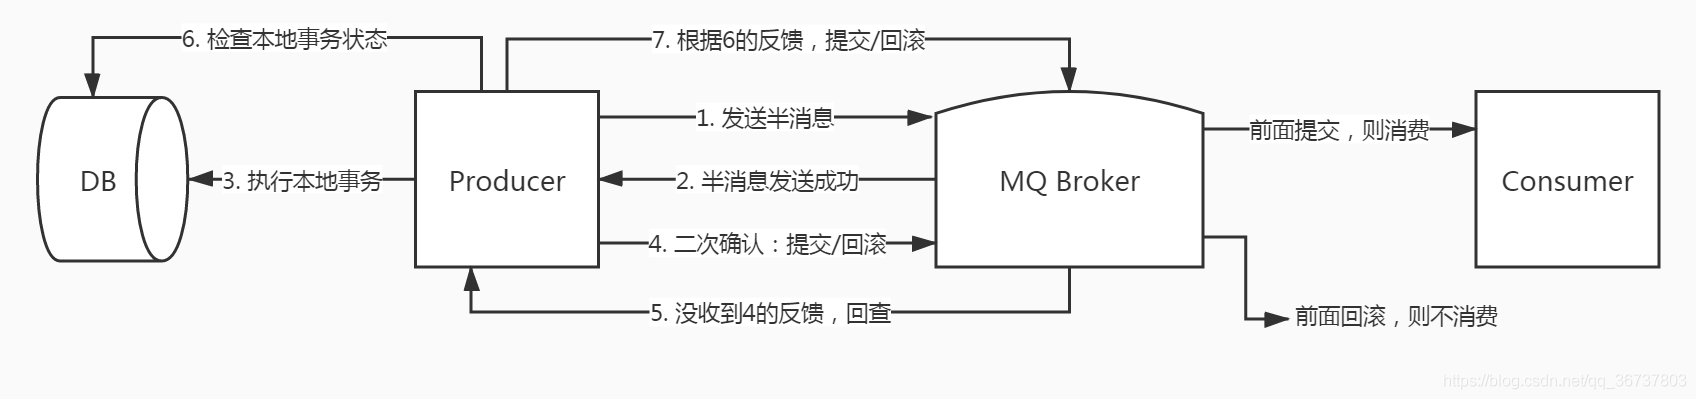 6. 检查本地事务状态
7. 根据6的反馈，提交/回滚
1. 发送半消息
前面提交，则消费
DB
3. 执行本地事务
Producer
2. 半消息发送成功
MQ Broker
Consumer
4. 二次确认：提交/回滚
5. 没收到4的反馈，回查
前面回滚，则不消费
https://blog.csdn.net/qq_36737803